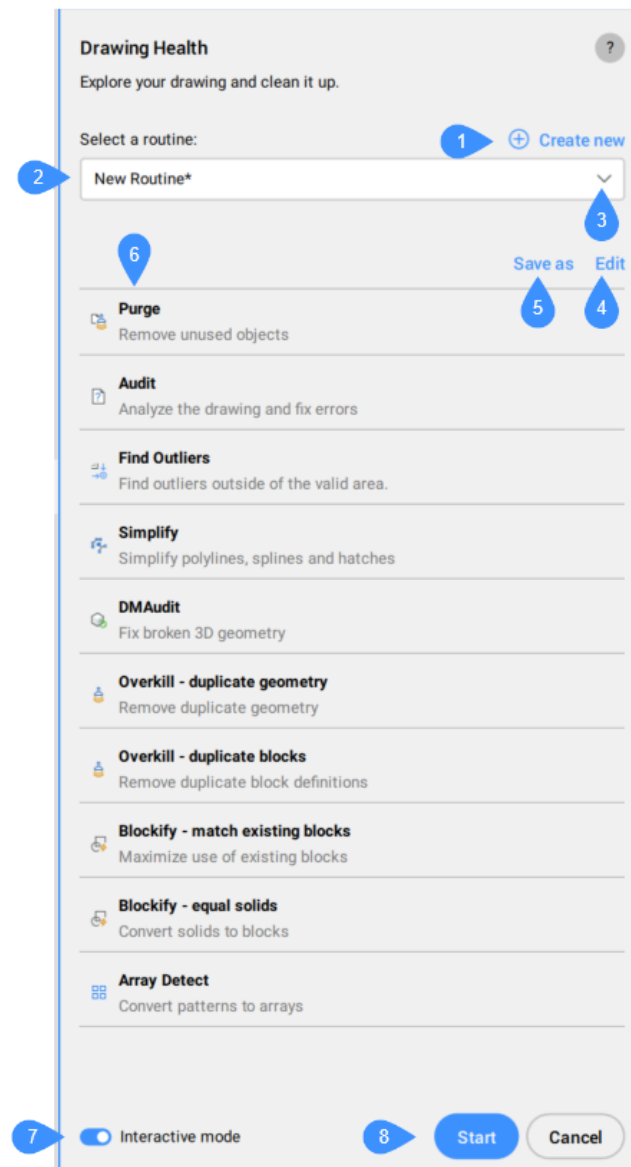 Drawing Health
?
Explore your drawing and clean it up.
Select a routine:
1
Create new
2
New Routine*
3
6
Save as
Edit
5
4
Purge
Remove unused objects
Audit
Analyze the drawing and fix errors
Find Outliers
Find outliers outside of the valid area.
Simplify
Simplify polylines, splines and hatches
DMAudit
Fix broken 3D geometry
Overkill - duplicate geometry
Remove duplicate geometry
Overkill - duplicate blocks
Remove duplicate block definitions
Blockify - match existing blocks
Maximize use of existing blocks
Blockify - equal solids
Convert solids to blocks
Array Detect
Convert patterns to arrays
7
Interactive mode
8
Start
Cancel